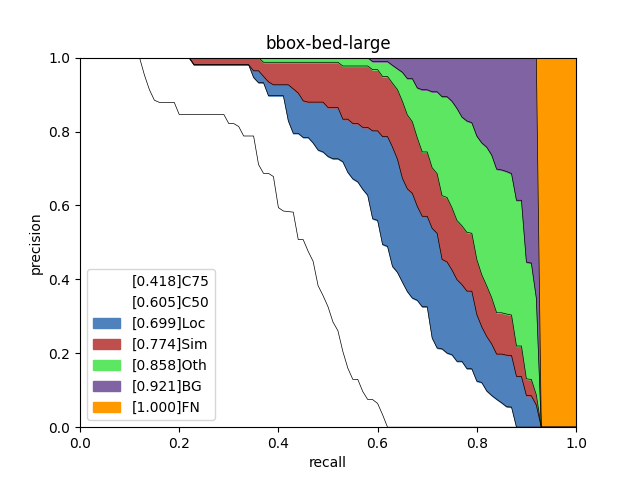 bbox-bed-large
precision
1.0
0.8
0.6
0.4
0.2
0.0
[0.418]C75
[0.605]C50
[0.699]Loc
[0.774]Sim
[0.858]Oth
[0.921]BG
[1.000]FN
0.0 0.2 0.4 0.6 0.8 1.0
recall